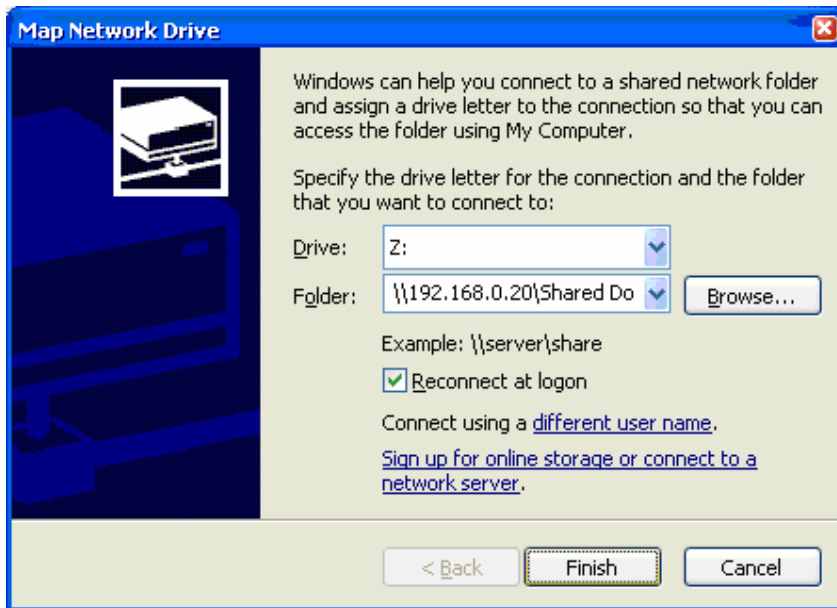 Map Network Drive
Windows can help you connect to a shared network folder
and assign a drive letter to the connection so that you can
access the folder using My Computer.
Specify the drive letter for the connection and the folder
that you want to connect to:
Drive: Z:
Folder: \\192.168.0.20\Shared Do Browse...
Example: \\server\share
Reconnect at logon
Connect using a different user name.
Sign up for online storage or connect to a
network server.
< Back Finish Cancel